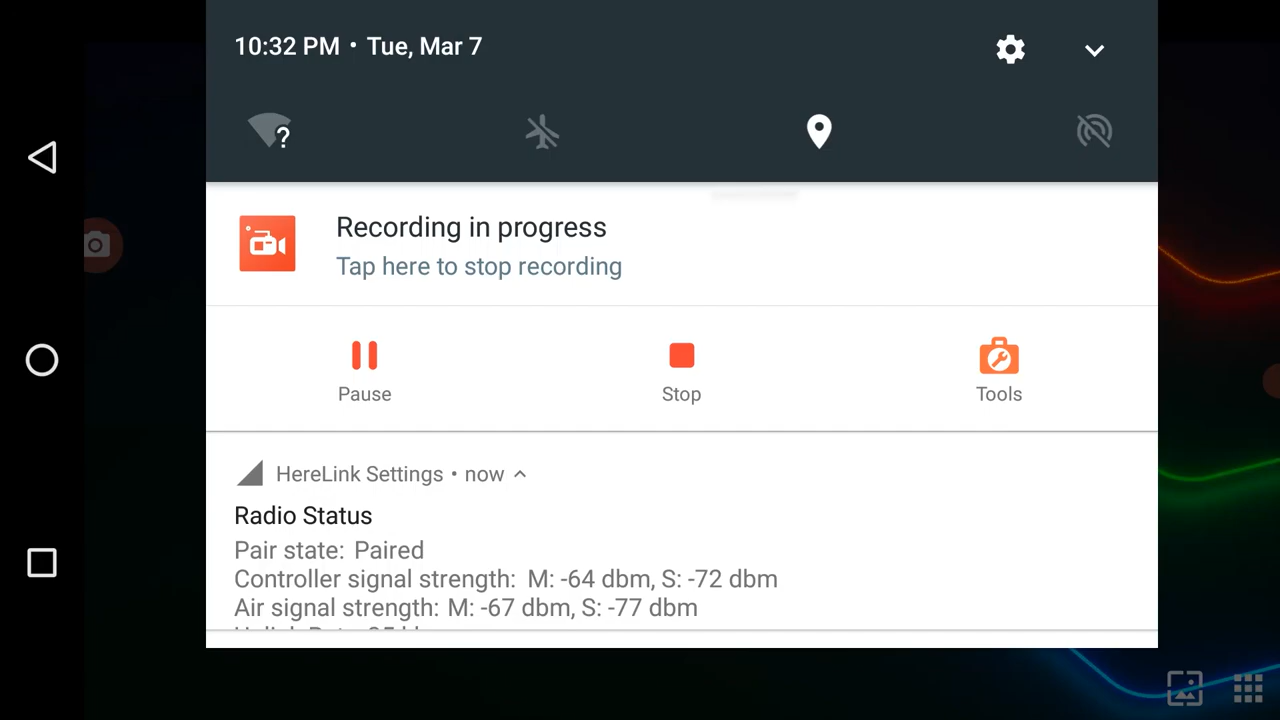 10:32 PM • Tue, Mar 7
?
Recording in progress
Tap here to stop recording
Pause Stop Tools
HereLink Settings • now
Radio Status
Pair state: Paired
Controller signal strength: M: -64 dbm, S: -72 dbm
Air signal strength: M: -67 dbm, S: -77 dbm